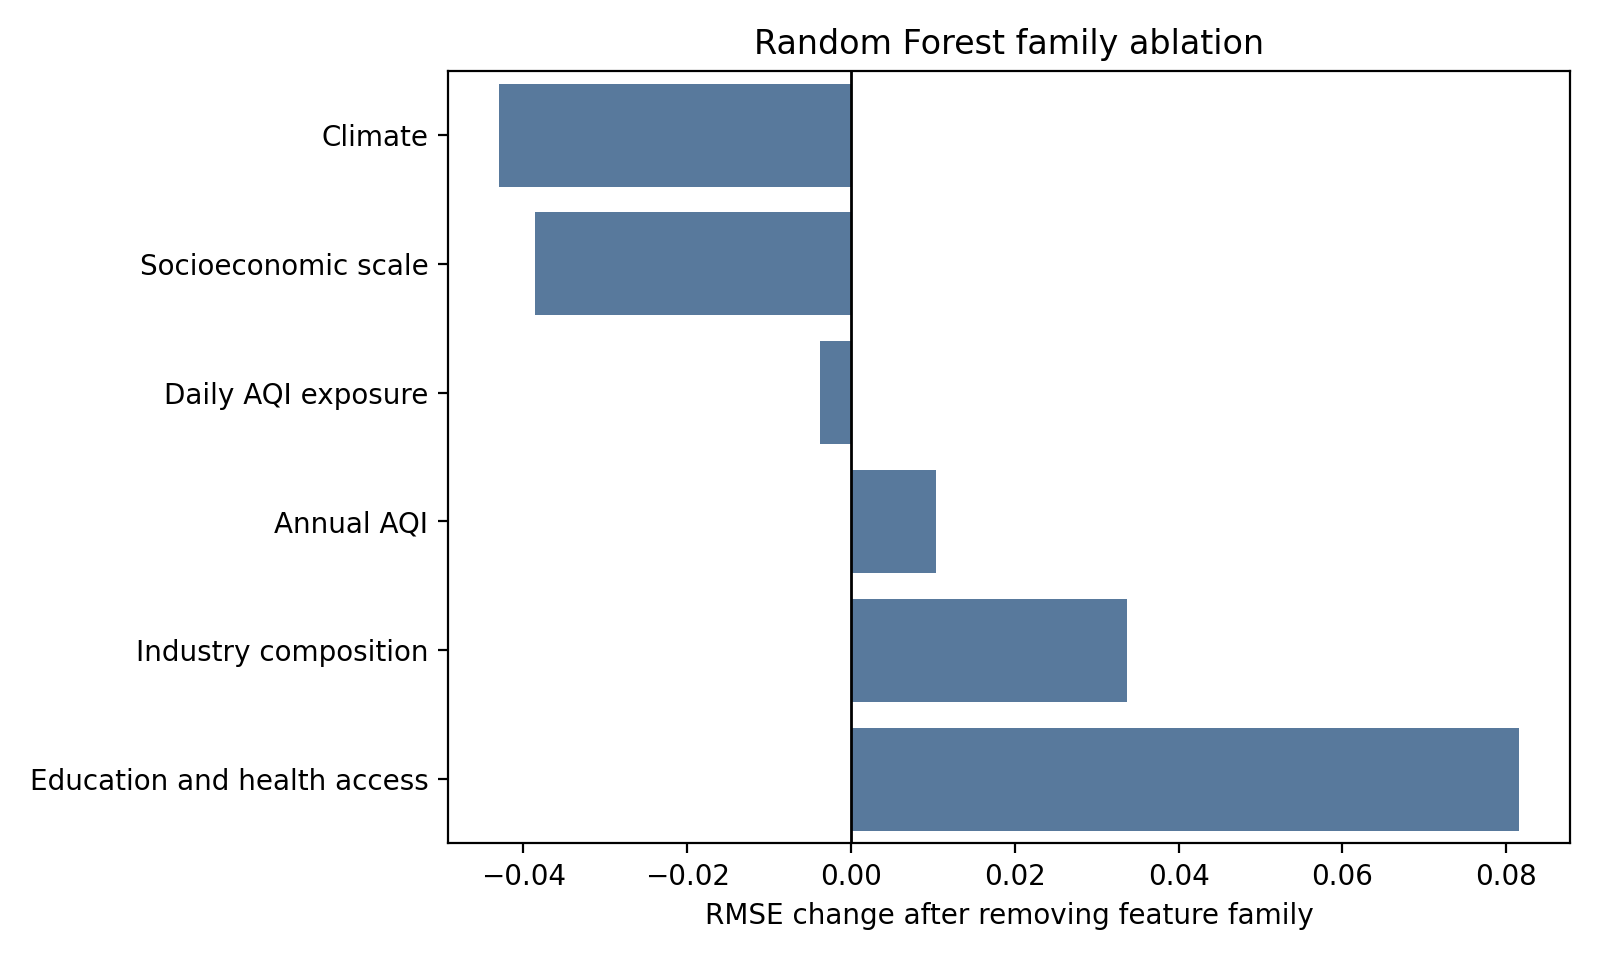 Random Forest family ablation
Climate
Socioeconomic scale
Daily AQI exposure
Annual AQI
Industry composition
Education and health access
−0.04 −0.02 0.00 0.02 0.04 0.06 0.08
RMSE change after removing feature family